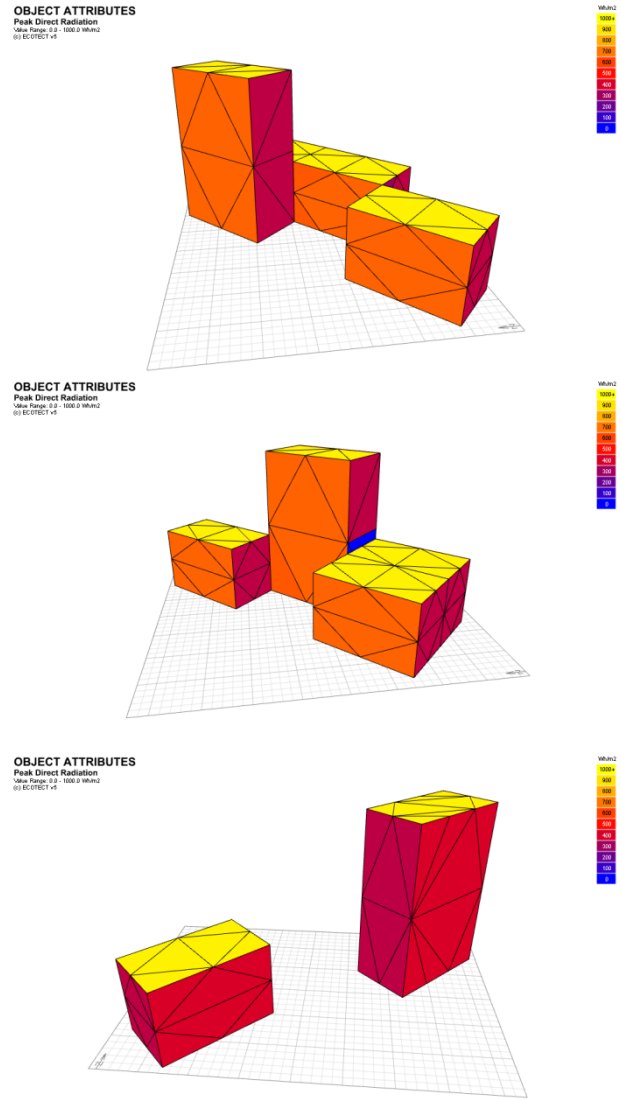 OBJECT ATTRIBUTES
Peak Direct Radiation
Value Range: 0.0 - 1000.0 Wh/m2
(c) ECOTECT v5
Wh/m2
1000+
900
800
700
600
500
400
300
200
100
0
OBJECT ATTRIBUTES
Peak Direct Radiation
Value Range: 0.0 - 1000.0 Wh/m2
(c) ECOTECT v5
Wh/m2
1000+
900
800
700
600
500
400
300
200
100
0
OBJECT ATTRIBUTES
Peak Direct Radiation
Value Range: 0.0 - 1000.0 Wh/m2
(c) ECOTECT v5
Wh/m2
1000+
900
800
700
600
500
400
300
200
100
0